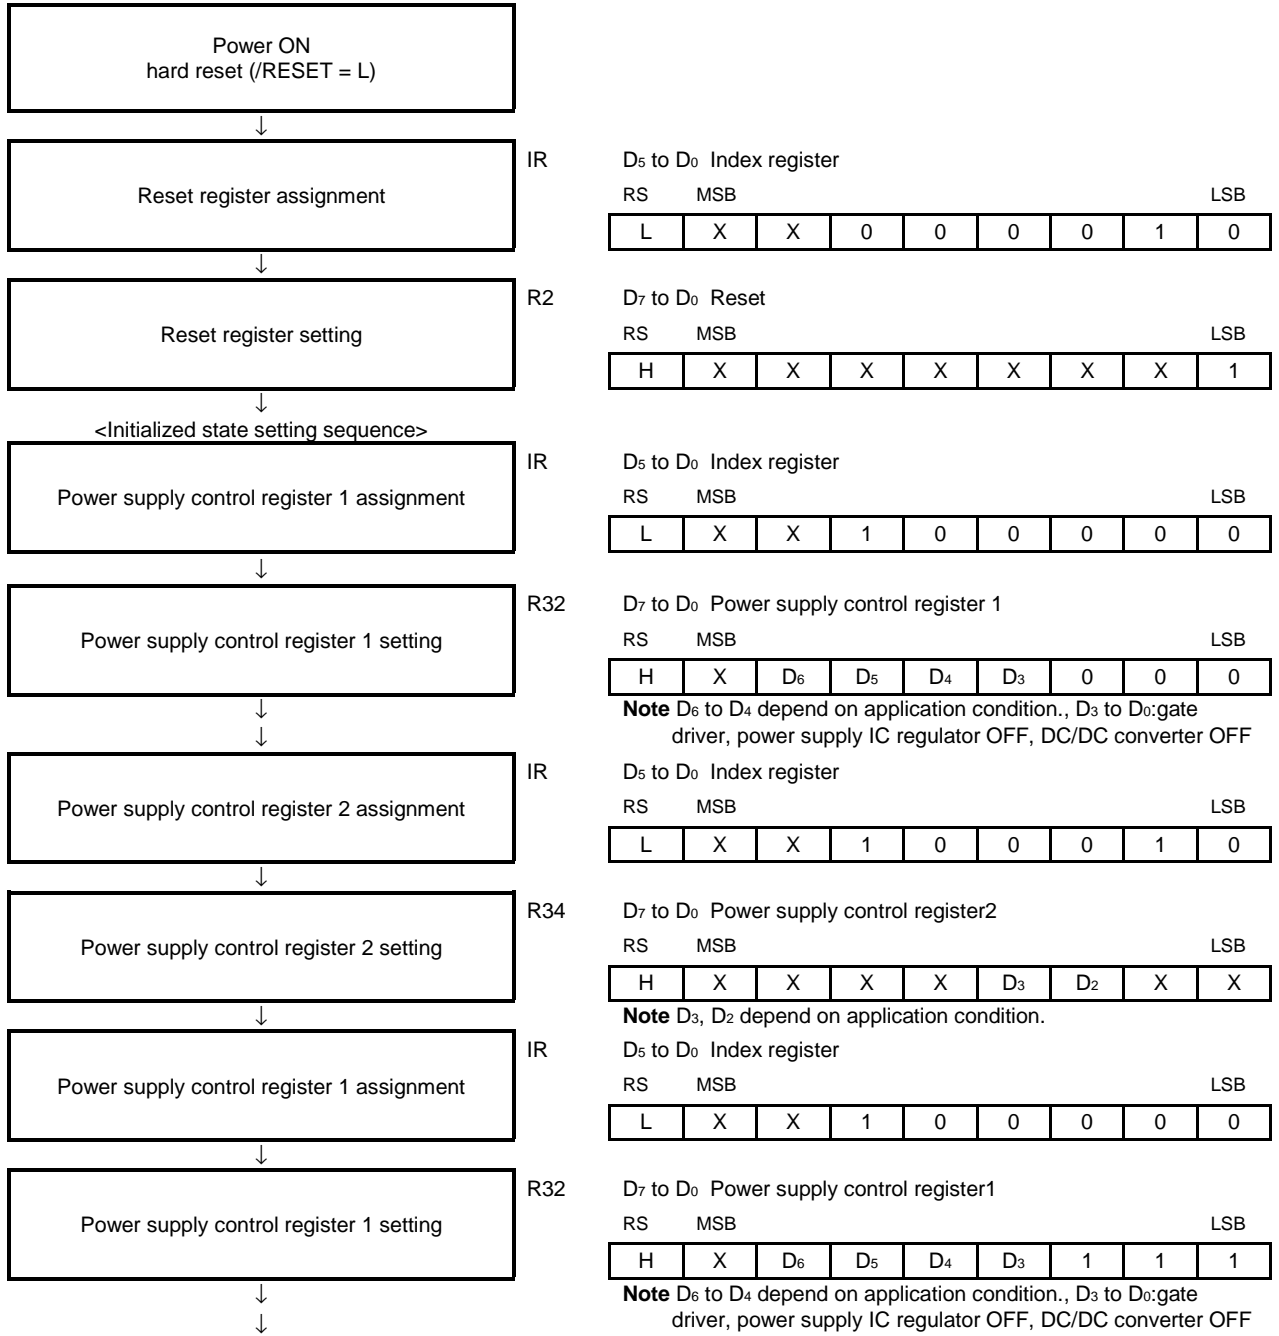 Power ON
hard reset (/RESET = L)
↓
Reset register assignment
IR D5 to D0 Index register
RS MSB LSB
L X X 0 0 0 0 1 0
↓
Reset register setting
R2 D7 to D0 Reset
RS MSB LSB
H X X X X X X X 1
↓
<Initialized state setting sequence>
Power supply control register 1 assignment
IR D5 to D0 Index register
RS MSB LSB
L X X 1 0 0 0 0 0
↓
Power supply control register 1 setting
R32 D7 to D0 Power supply control register 1
RS MSB LSB
H X D6 D5 D4 D3 0 0 0
Note D6 to D4 depend on application condition., D3 to D0:gate
driver, power supply IC regulator OFF, DC/DC converter OFF
↓
↓
Power supply control register 2 assignment
IR D5 to D0 Index register
RS MSB LSB
L X X 1 0 0 0 1 0
↓
Power supply control register 2 setting
R34 D7 to D0 Power supply control register2
RS MSB LSB
H X X X X D3 D2 X X
Note D3, D2 depend on application condition.
↓
Power supply control register 1 assignment
IR D5 to D0 Index register
RS MSB LSB
L X X 1 0 0 0 0 0
↓
Power supply control register 1 setting
R32 D7 to D0 Power supply control register1
RS MSB LSB
H X D6 D5 D4 D3 1 1 1
Note D6 to D4 depend on application condition., D3 to D0:gate
driver, power supply IC regulator OFF, DC/DC converter OFF
↓
↓